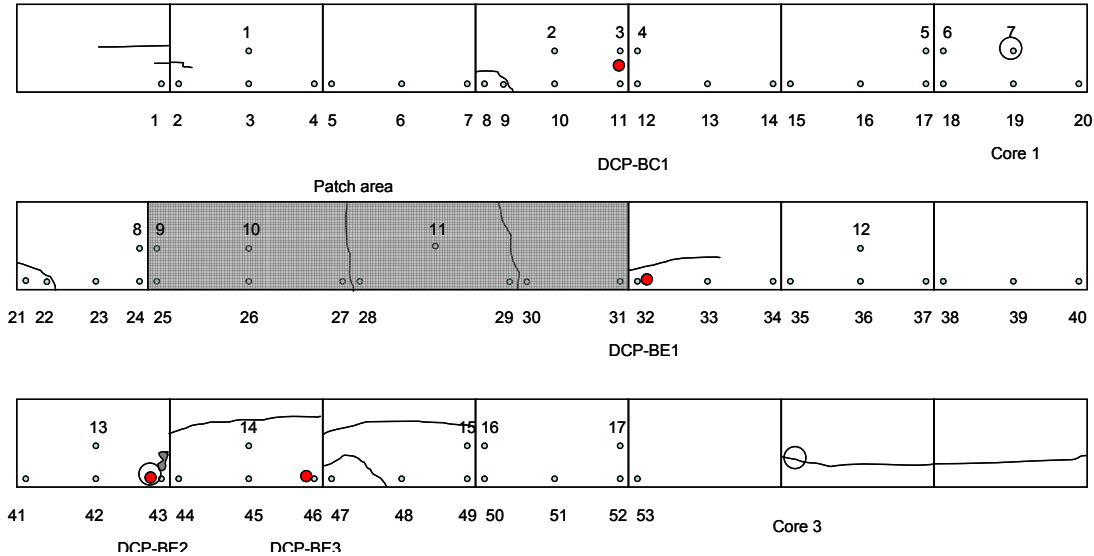 1 2 3 4 5 6 7
1 2 3 4 5 6 7 8 9 10 11 12 13 14 15 16 17 18 19 20
DCP-BC1
Core 1
Patch area
8 9 10 11 12
21 22 23 24 25 26 27 28 29 30 31 32 33 34 35 36 37 38 39 40
DCP-BE1
13 14 15 16 17
41 42 43 44 45 46 47 48 49 50 51 52 53
Core 3
DCP-BE2 DCP-BE3